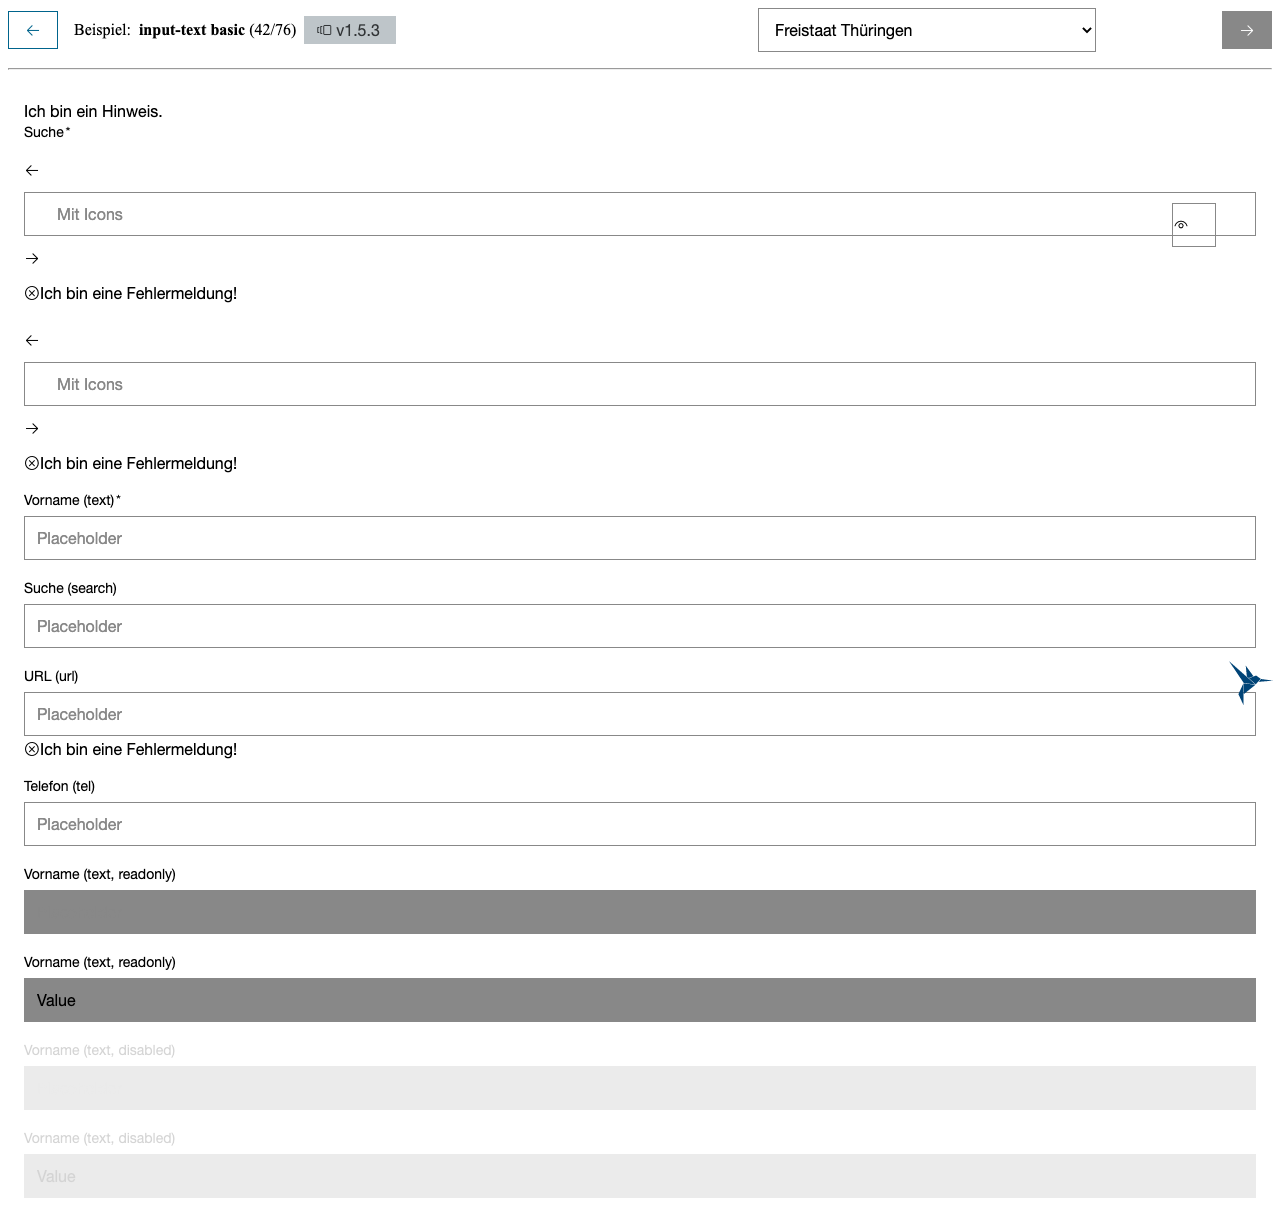 Beispiel: input-text basic (42/76) v1.5.3 Freistaat Thüringen
Ich bin ein Hinweis.
Suche*
Mit Icons
Ich bin eine Fehlermeldung!
Mit Icons
Ich bin eine Fehlermeldung!
Vorname (text)*
Placeholder
Suche (search)
Placeholder
URL (url)
Placeholder
Ich bin eine Fehlermeldung!
Telefon (tel)
Placeholder
Vorname (text, readonly)
Vorname (text, readonly)
Value
Vorname (text, disabled)
Vorname (text, disabled)
Value